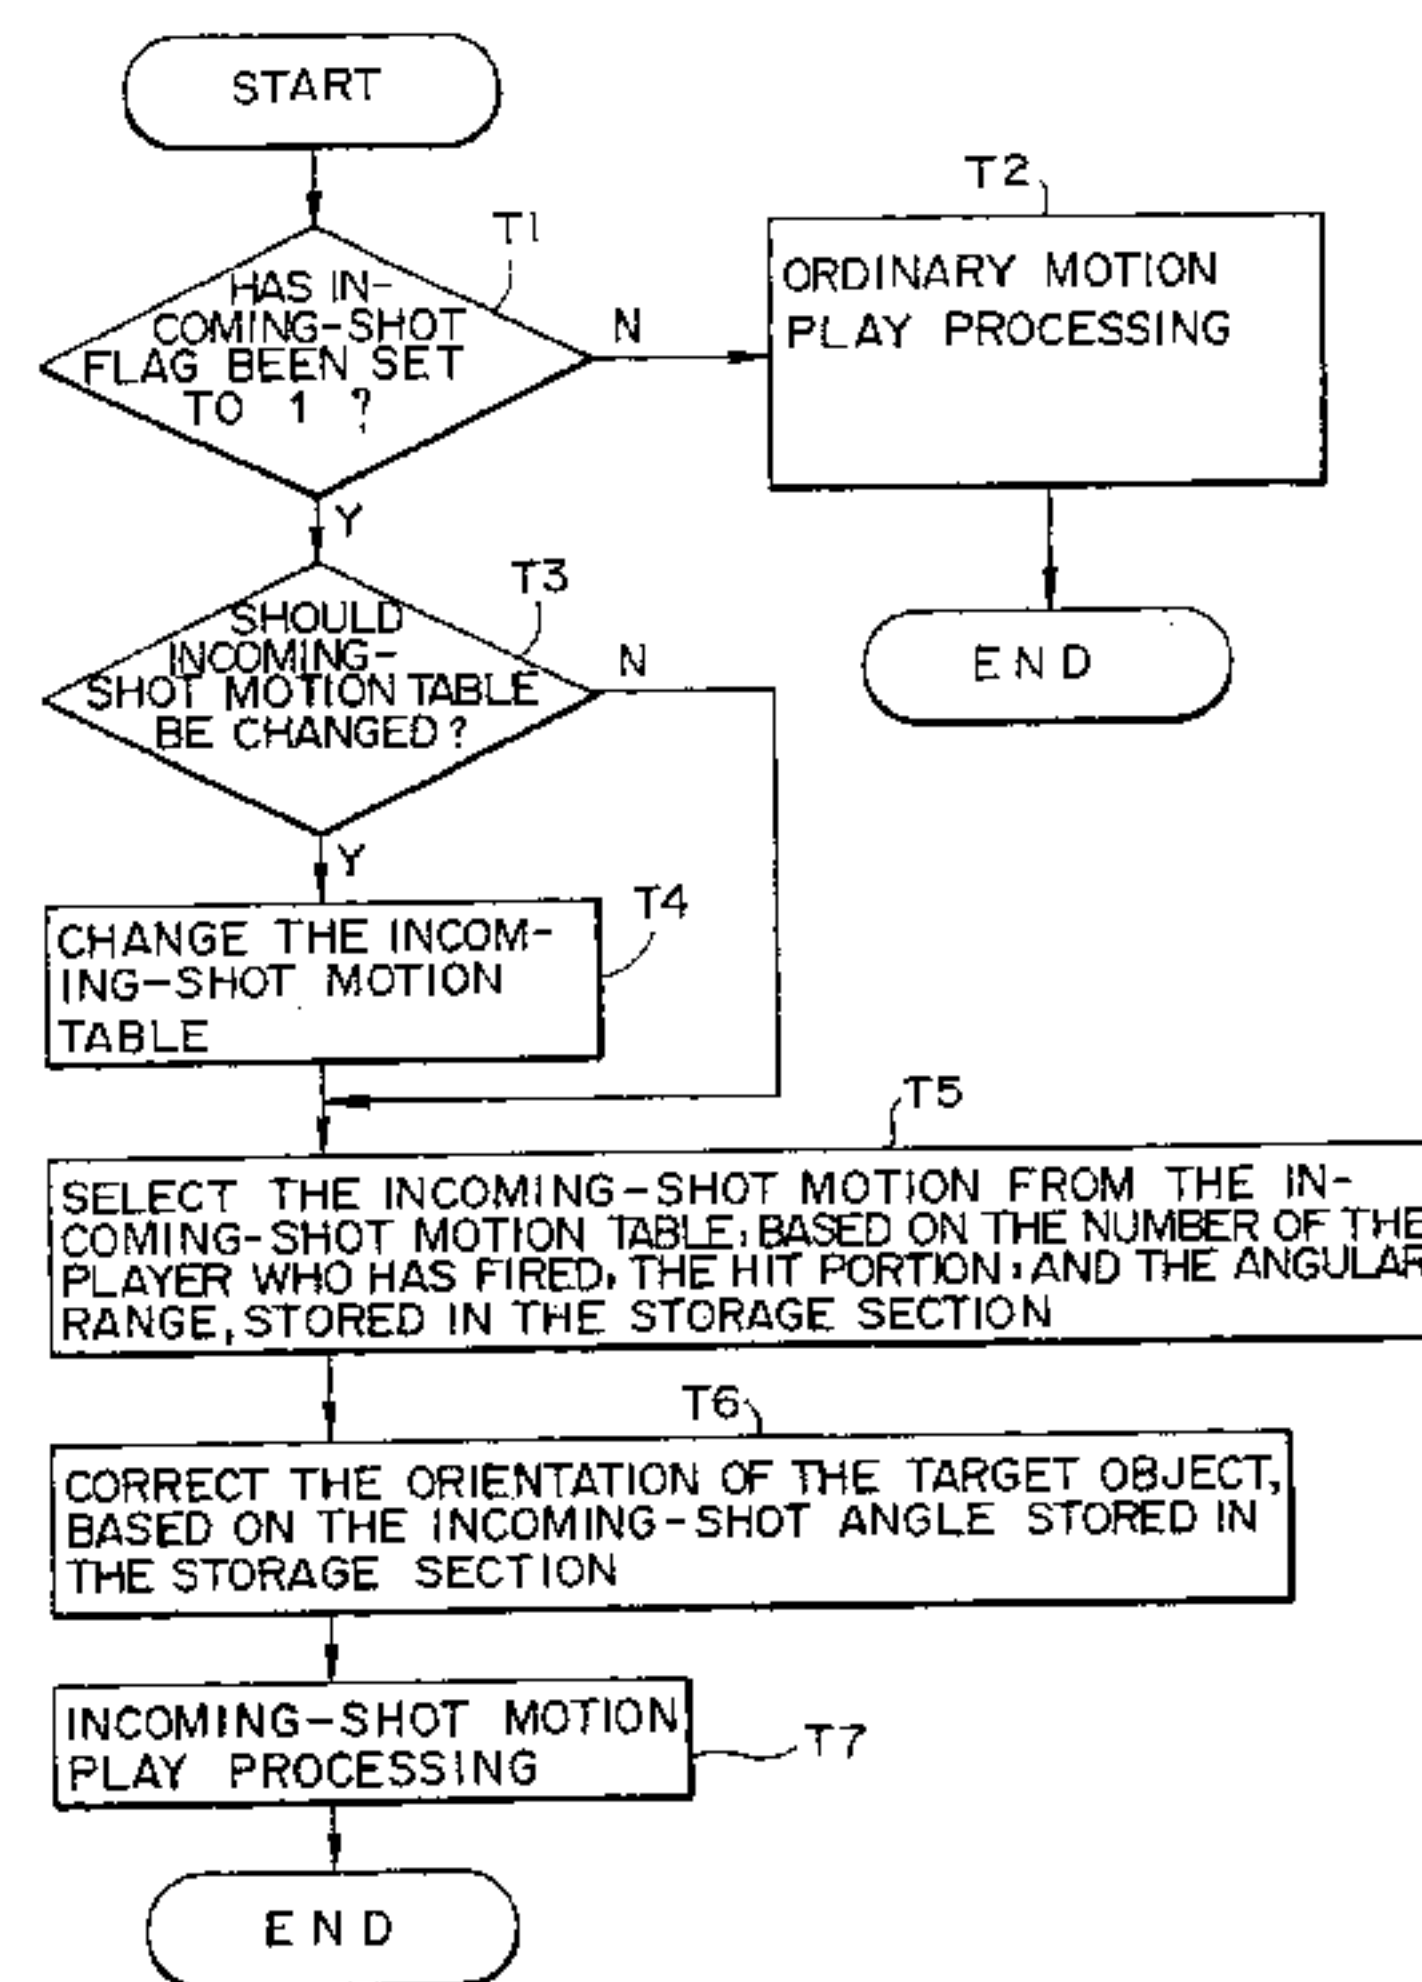 START
T1
HAS IN-
COMING-SHOT
FLAG BEEN SET
TO 1 ?
N
Y
T2
ORDINARY MOTION
PLAY PROCESSING
END
T3
SHOULD
INCOMING-
SHOT MOTION TABLE
BE CHANGED?
N
Y
T4
CHANGE THE INCOM-
ING-SHOT MOTION
TABLE
T5
SELECT THE INCOMING-SHOT MOTION FROM THE IN-
COMING-SHOT MOTION TABLE, BASED ON THE NUMBER OF THE
PLAYER WHO HAS FIRED, THE HIT PORTION, AND THE ANGULAR
RANGE, STORED IN THE STORAGE SECTION
T6
CORRECT THE ORIENTATION OF THE TARGET OBJECT,
BASED ON THE INCOMING-SHOT ANGLE STORED IN
THE STORAGE SECTION
INCOMING-SHOT MOTION
PLAY PROCESSING
T7
END